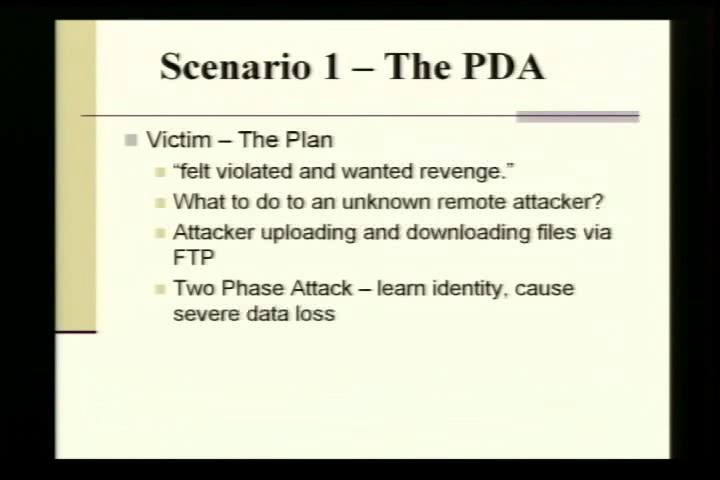 Scenario 1 – The PDA
Victim – The Plan
“felt violated and wanted revenge.”
What to do to an unknown remote attacker?
Attacker uploading and downloading files via
FTP
Two Phase Attack – learn identity, cause
severe data loss